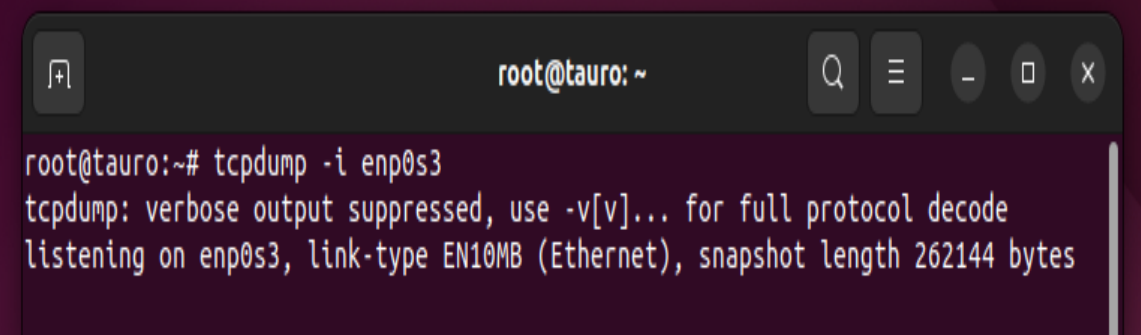 root@tauro: ~
root@tauro:~# tcpdump -i enp0s3
tcpdump: verbose output suppressed, use -v[v]... for full protocol decode
listening on enp0s3, link-type EN10MB (Ethernet), snapshot length 262144 bytes